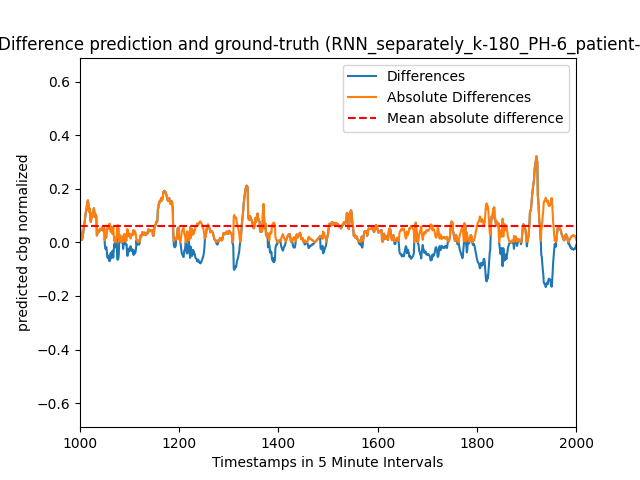 Difference prediction and ground-truth (RNN_separately_k-180_PH-6_patient-
Differences
Absolute Differences
Mean absolute difference
predicted cbg normalized
0.6
0.4
0.2
0.0
−0.2
−0.4
−0.6
1000 1200 1400 1600 1800 2000
Timestamps in 5 Minute Intervals